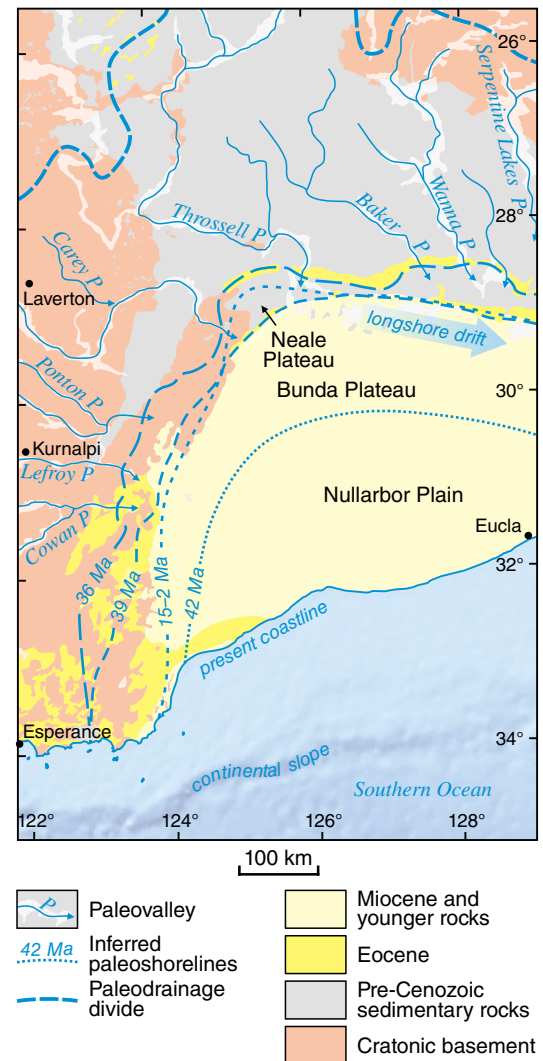 26°
Serpentine Lakes P
Wanna P
Baker P
28°
Throssell P
Carey P
Laverton
longshore drift
Neale
Plateau
Bunda Plateau
30°
Ponton P
Kurnalpi
Lefroy P
Nullarbor Plain
Eucla
Cowan P
32°
36 Ma
39 Ma
15–2 Ma
42 Ma
present coastline
Esperance
34°
continental slope
Southern Ocean
122°
124°
126°
128°
100 km
P
Paleovalley
42 Ma
Inferred
paleoshorelines
Paleodrainage
divide
Miocene and
younger rocks
Eocene
Pre-Cenozoic
sedimentary rocks
Cratonic basement